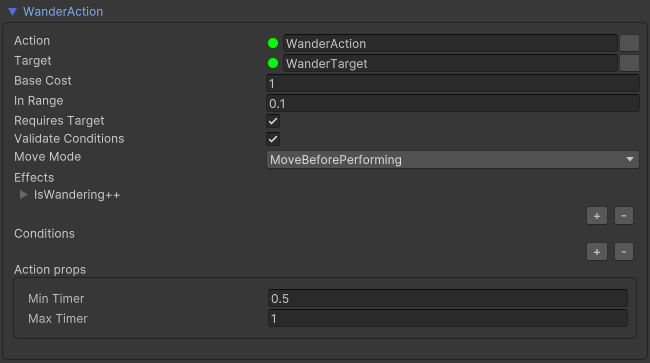 WanderAction
Action WanderAction
Target WanderTarget
Base Cost 1
In Range 0.1
Requires Target
Validate Conditions
Move Mode MoveBeforePerforming
Effects
IsWandering++
+ -
Conditions
+ -
Action props
Min Timer 0.5
Max Timer 1